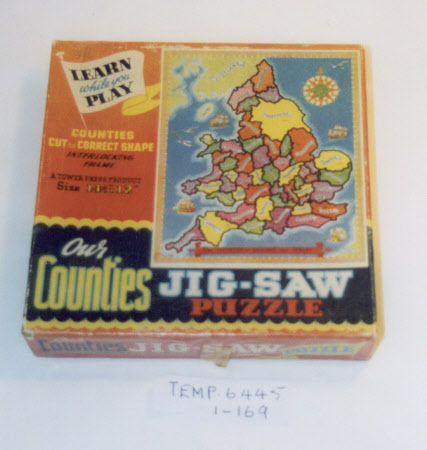 LEARN
while you
PLAY
COUNTIES
CUT TO CORRECT SHAPE
INTERLOCKING
FRAME
A TOWER PRESS PRODUCT
Size
Our
Counties
JIG-SAW
PUZZLE
Counties JIG-SAW PUZZLE
TEMP. 6445
1-169